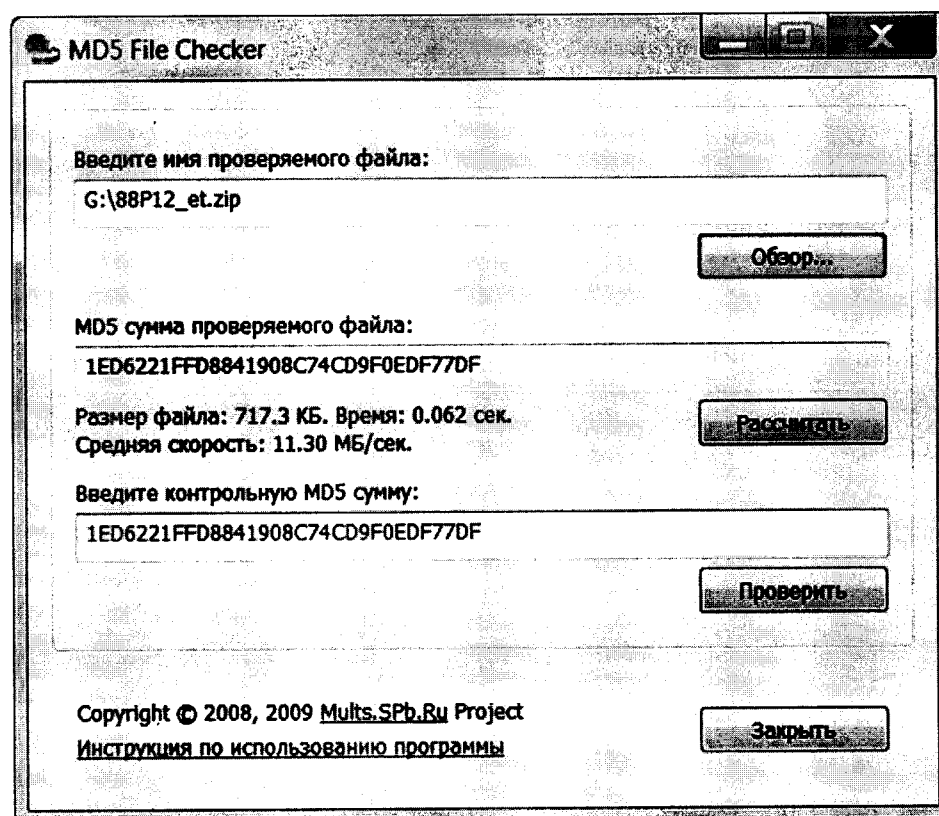 MD5 File Checker
Введите имя проверяемого файла:
G:\88P12_et.zip
Обзор...
MD5 сумма проверяемого файла:
1ED6221FFD8841908C74CD9F0EDF77DF
Размер файла: 717.3 КБ. Время: 0.062 сек.
Рассчитать
Средняя скорость: 11.30 МБ/сек.
Введите контрольную MD5 сумму:
1ED6221FFD8841908C74CD9F0EDF77DF
Проверить
Copyright © 2008, 2009 Mults.SPb.Ru Project
Инструкция по использованию программы
Закрыть